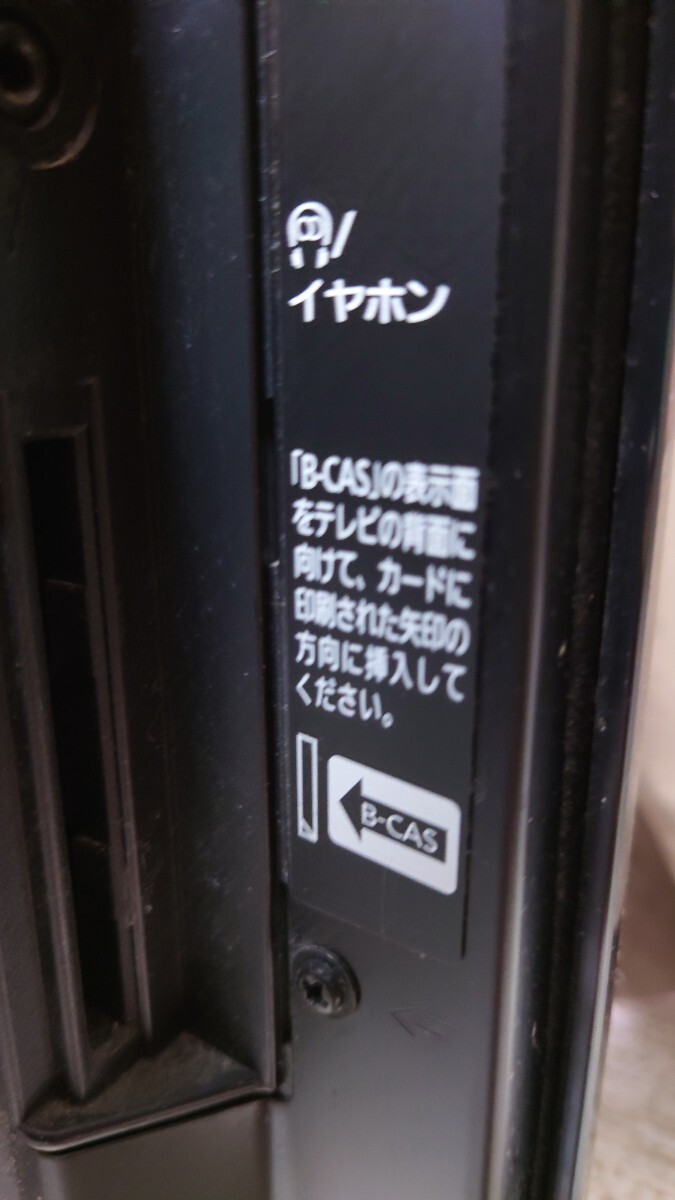 /
イヤホン
「B-CAS」の表示面
をテレビの背面に
向けて、カードに
印刷された矢印の
方向に挿入して
ください。
B-CAS